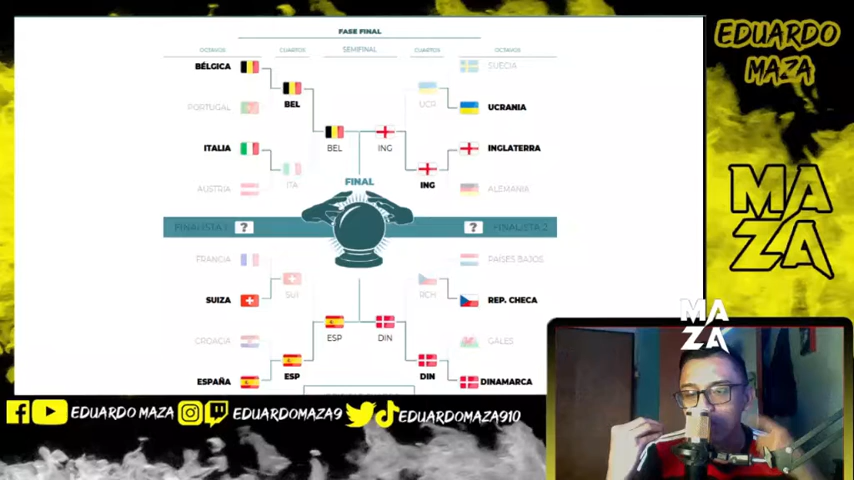 FASE FINAL
OCTAVOS CUARTOS SEMIFINAL CUARTOS OCTAVOS
BÉLGICA SUECIA
BEL UCR
PORTUGAL UCRANIA
BEL ING
ITALIA INGLATERRA
ITA FINAL ING
AUSTRIA ALEMANIA
FINALISTA 1 ? ? FINALISTA 2
FRANCIA PAÍSES BAJOS
SUI RCH
SUIZA REP. CHECA
ESP DIN
CROACIA GALES
ESP DIN
ESPAÑA DINAMARCA
EDUARDO
MAZA
MA
ZA
MA
ZA
EDUARDO MAZA EDUARDOMAZA9 EDUARDOMAZA910